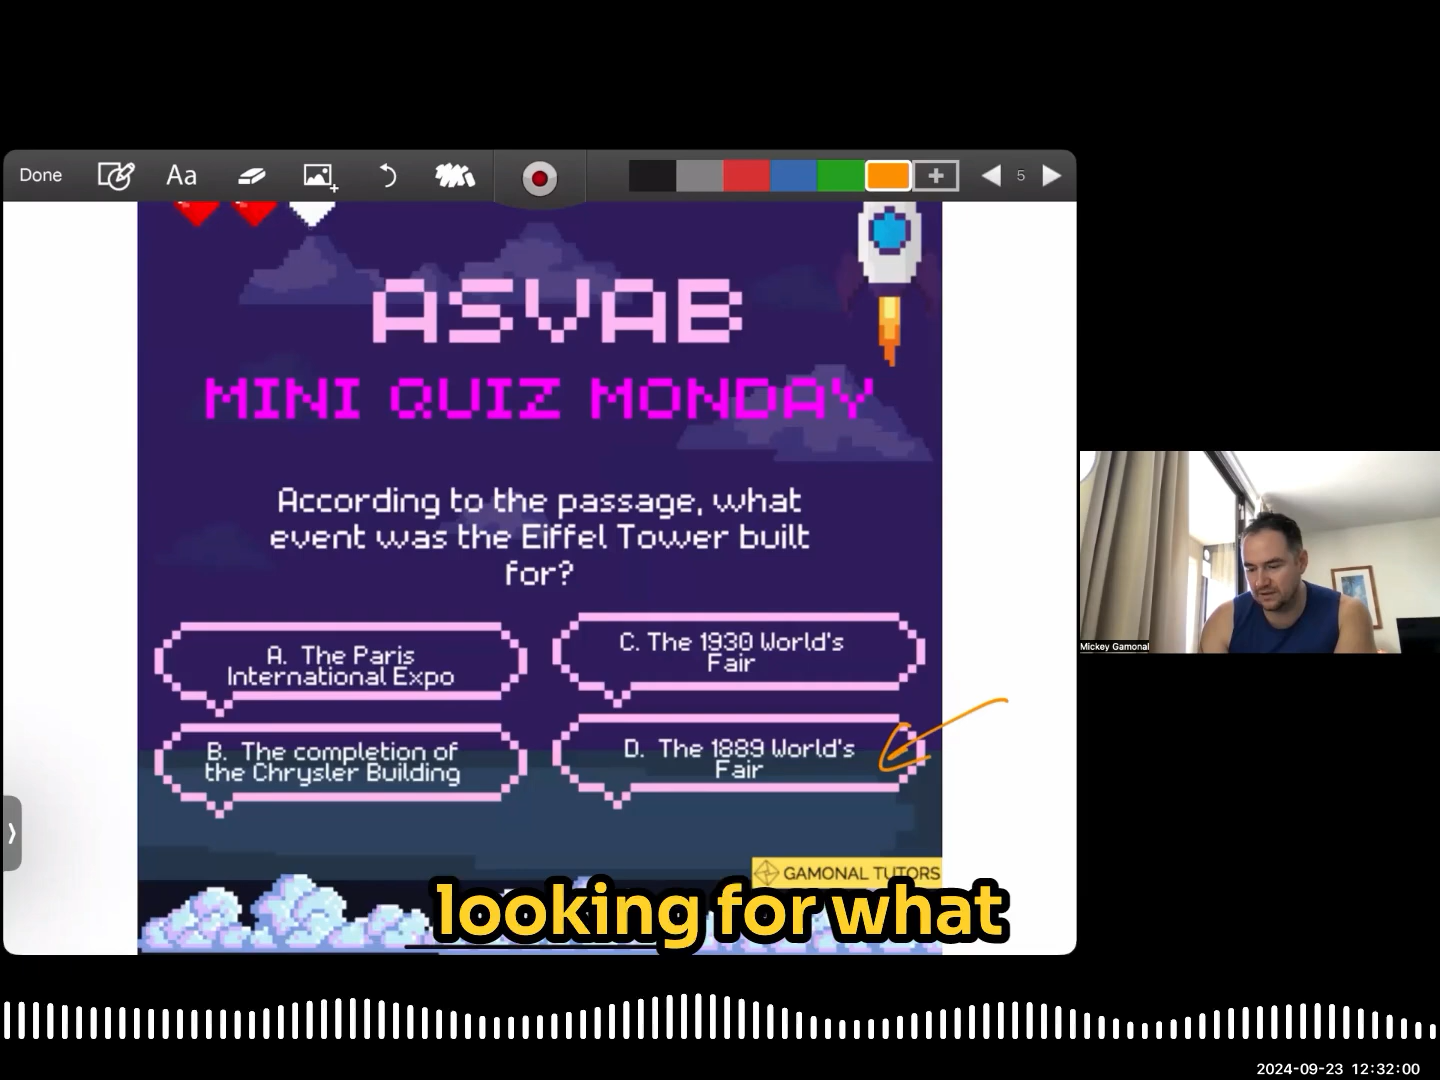 Done
Aa
5
ASVAB
MINI QUIZ MONDAY
According to the passage, what
event was the Eiffel Tower built
for?
A. The Paris
International Expo
C. The 1930 World's
Fair
B. The completion of
the Chrysler Building
D. The 1889 World's
Fair
GAMONAL TUTORS
looking for what
Mickey Gamonal
2024-09-23 12:32:00